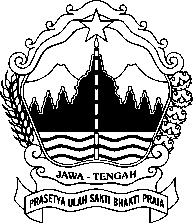 JAWA - TENGAH
PRASETYA ULAH SAKTI BHAKTI PRAJA